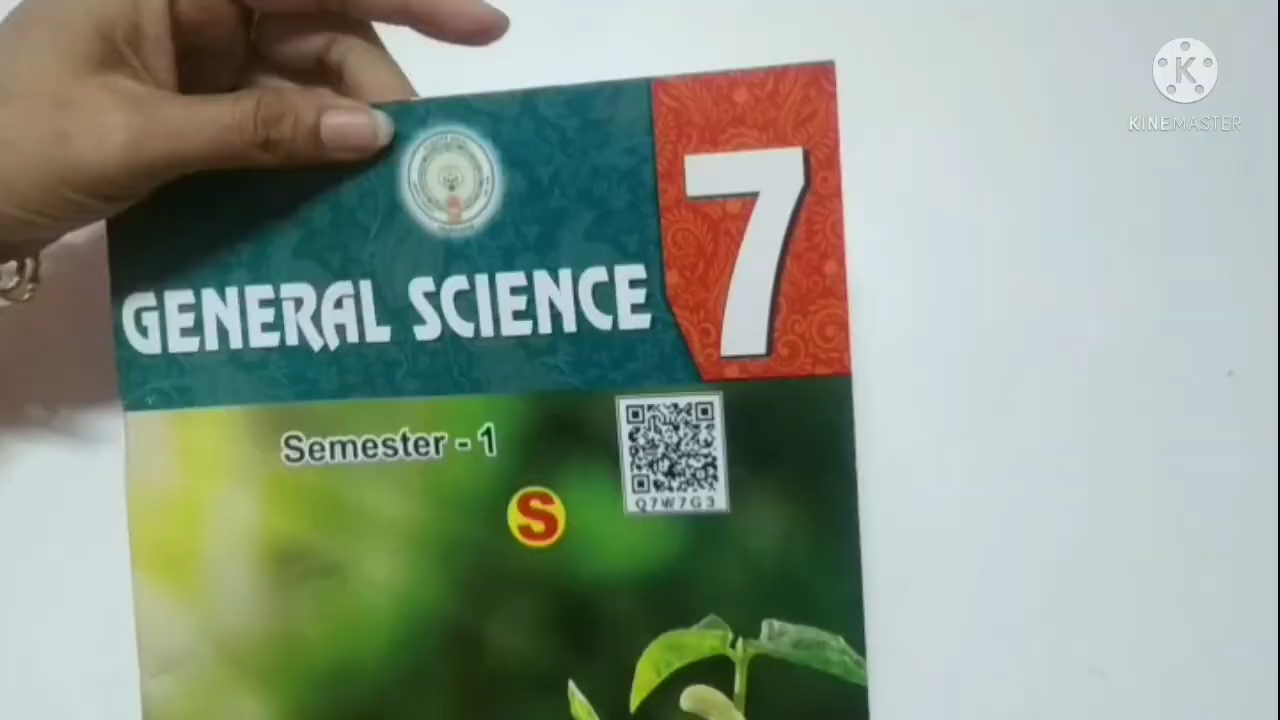 K
KINEMASTER
7
GENERAL SCIENCE
Semester - 1
S
Q7W7G3